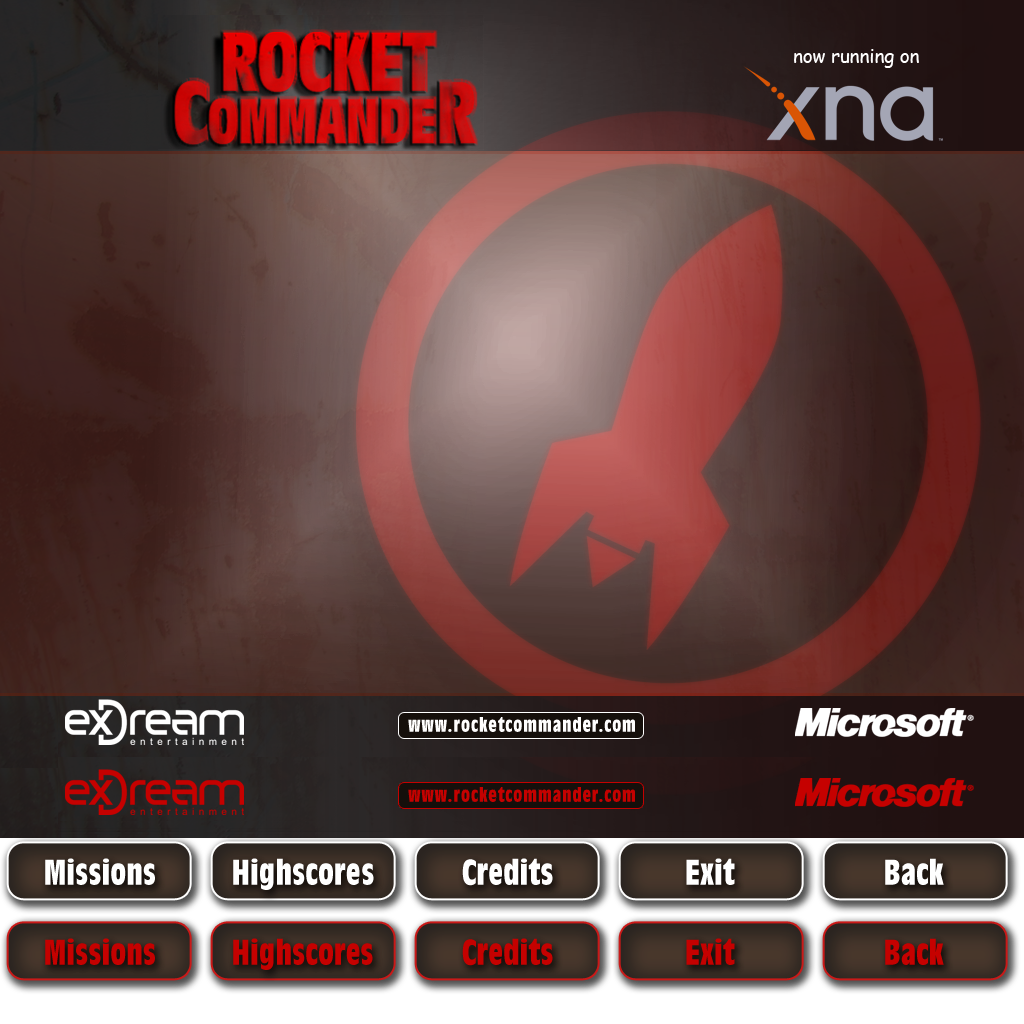 ROCKET
COMMANDER
now running on
xna™
exDream
entertainment
www.rocketcommander.com
Microsoft®
exDream
entertainment
www.rocketcommander.com
Microsoft®
Missions
Highscores
Credits
Exit
Back
Missions
Highscores
Credits
Exit
Back